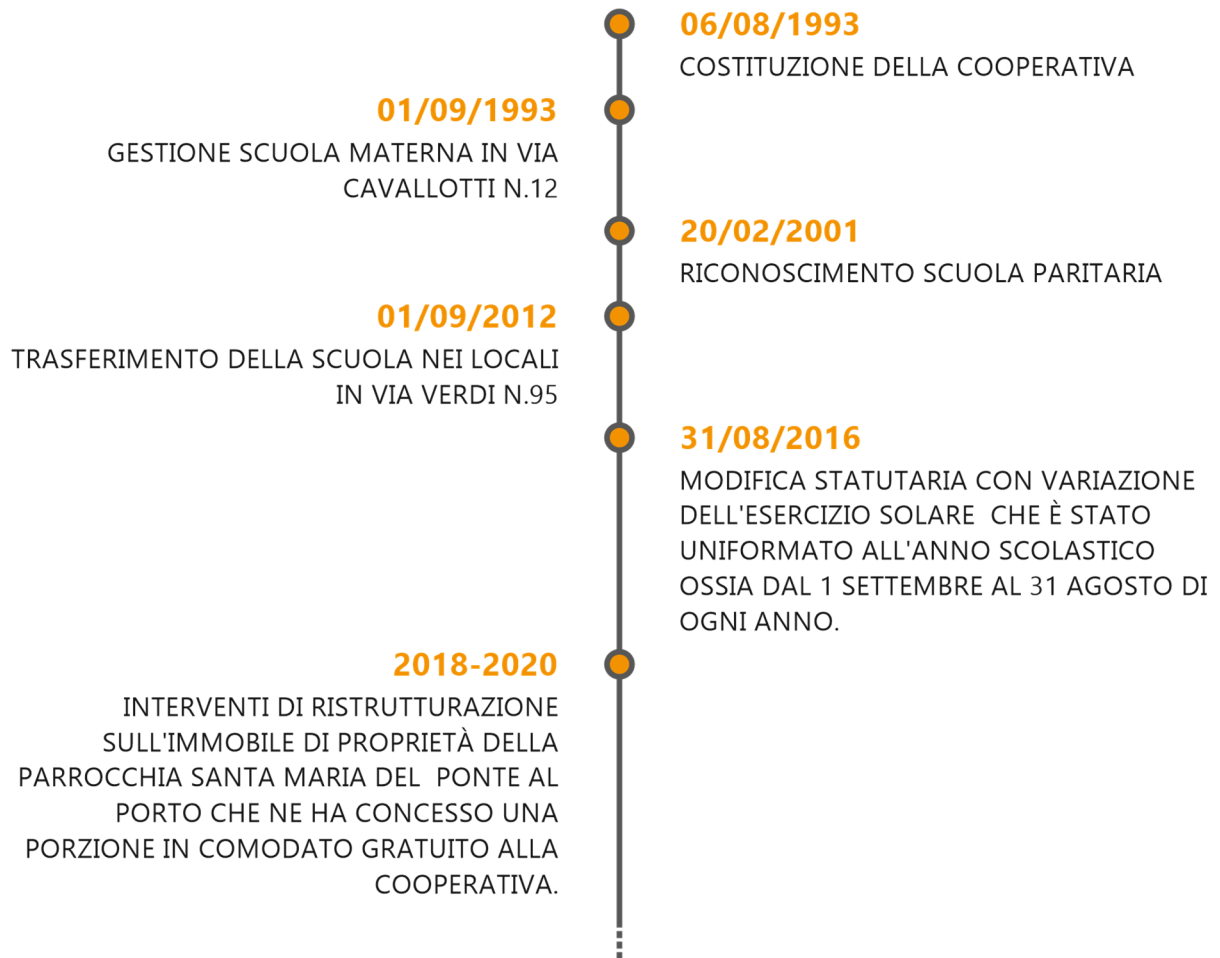 06/08/1993
COSTITUZIONE DELLA COOPERATIVA
01/09/1993
GESTIONE SCUOLA MATERNA IN VIA
CAVALLOTTI N.12
20/02/2001
RICONOSCIMENTO SCUOLA PARITARIA
01/09/2012
TRASFERIMENTO DELLA SCUOLA NEI LOCALI
IN VIA VERDI N.95
31/08/2016
MODIFICA STATUTARIA CON VARIAZIONE
DELL'ESERCIZIO SOLARE  CHE È STATO
UNIFORMATO ALL'ANNO SCOLASTICO
OSSIA DAL 1 SETTEMBRE AL 31 AGOSTO DI
OGNI ANNO.
2018-2020
INTERVENTI DI RISTRUTTURAZIONE
SULL'IMMOBILE DI PROPRIETÀ DELLA
PARROCCHIA SANTA MARIA DEL  PONTE AL
PORTO CHE NE HA CONCESSO UNA
PORZIONE IN COMODATO GRATUITO ALLA
COOPERATIVA.